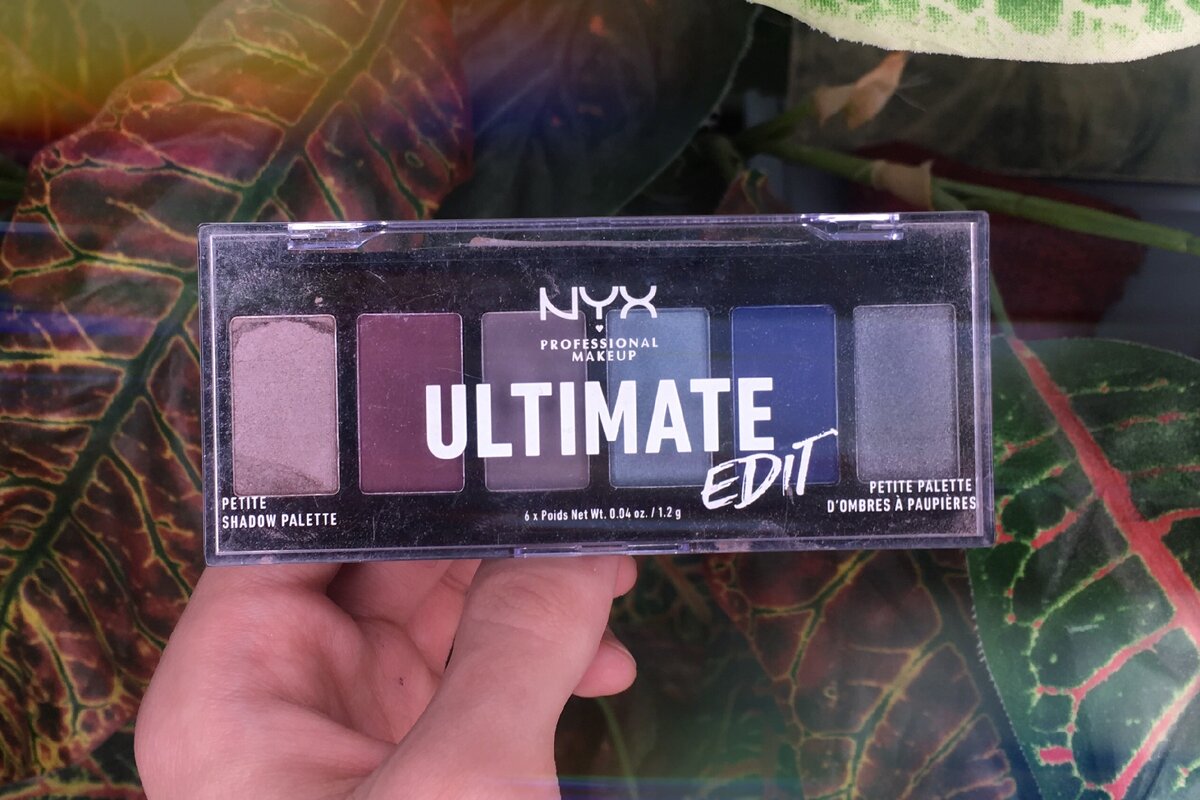 NYX
PROFESSIONAL
MAKEUP
ULTIMATE
EDIT
PETITE
SHADOW PALETTE
6 x Poids Net Wt. 0.04 oz. / 1.2 g
PETITE PALETTE
D'OMBRES À PAUPIÈRES